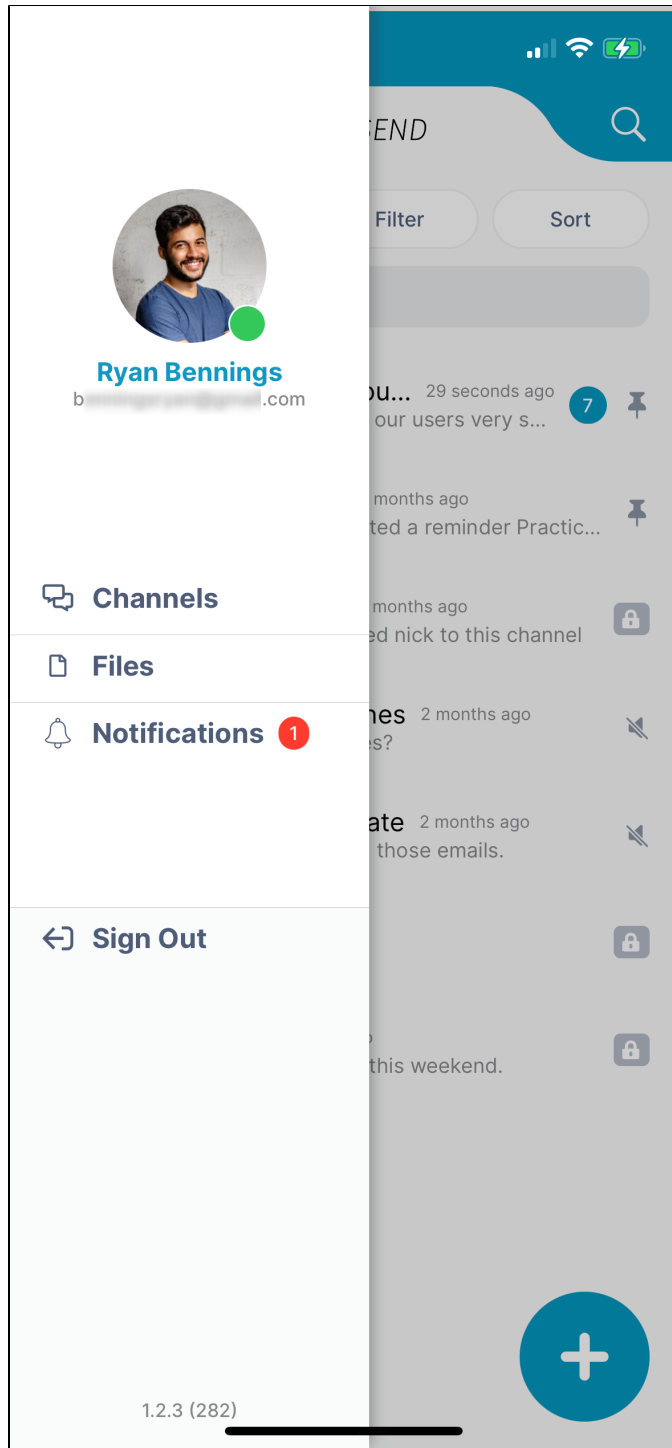 SEND
Filter
Sort
Ryan Bennings
.com
ou... 29 seconds ago
7
our users very s...
months ago
ted a reminder Practic...
Channels
months ago
ed nick to this channel
Files
nes 2 months ago
Notifications 1
es?
ate 2 months ago
those emails.
Sign Out
this weekend.
1.2.3 (282)